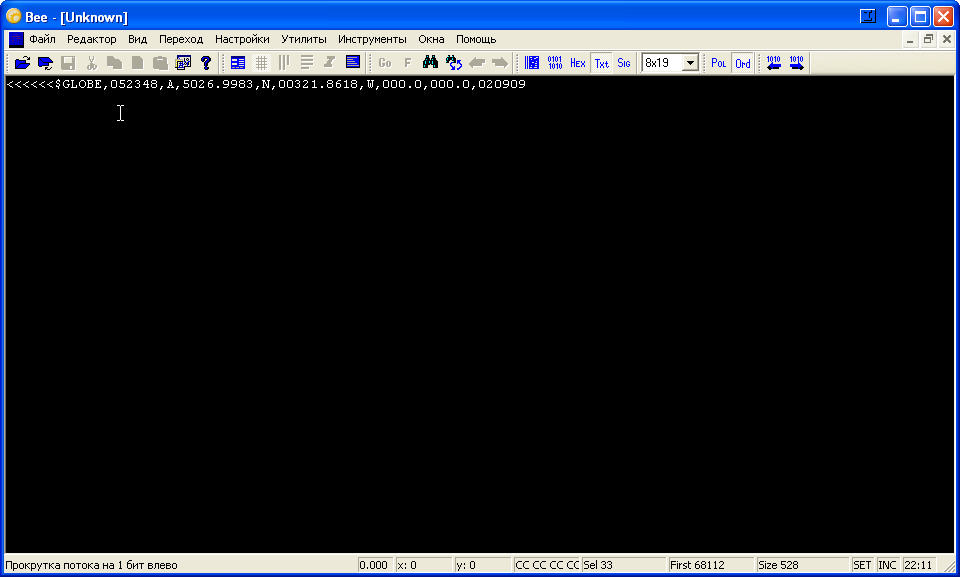 Bee - [Unknown]
Файл Редактор Вид Переход Настройки Утилиты Инструменты Окна Помощь
Go F 0101 1010 HEX Txt Sig 8x19 POL Ord 1010 1010
<<<<<<$GLOBE,052348,A,5026.9983,N,00321.8618,W,000.0,000.0,020909
Прокрутка потока на 1 бит влево 0.000 x: 0 y: 0 CC CC CC CC Sel 33 First 68112 Size 528 SET INC 22:11